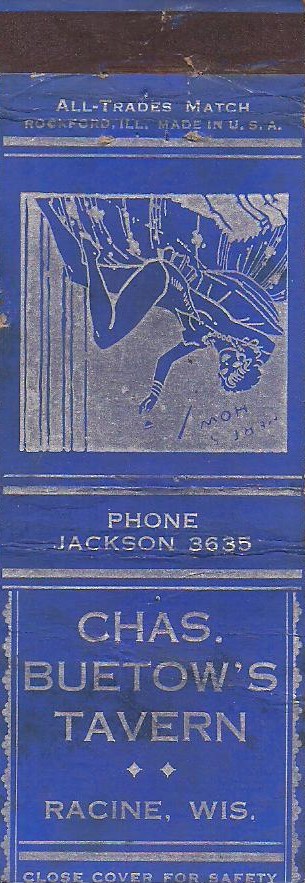 ALL-TRADES MATCH
ROCKFORD, ILL. MADE IN U. S. A.
HOW
PHONE
JACKSON 3635
CHAS.
BUETOW'S
TAVERN
RACINE, WIS.
CLOSE COVER FOR SAFETY